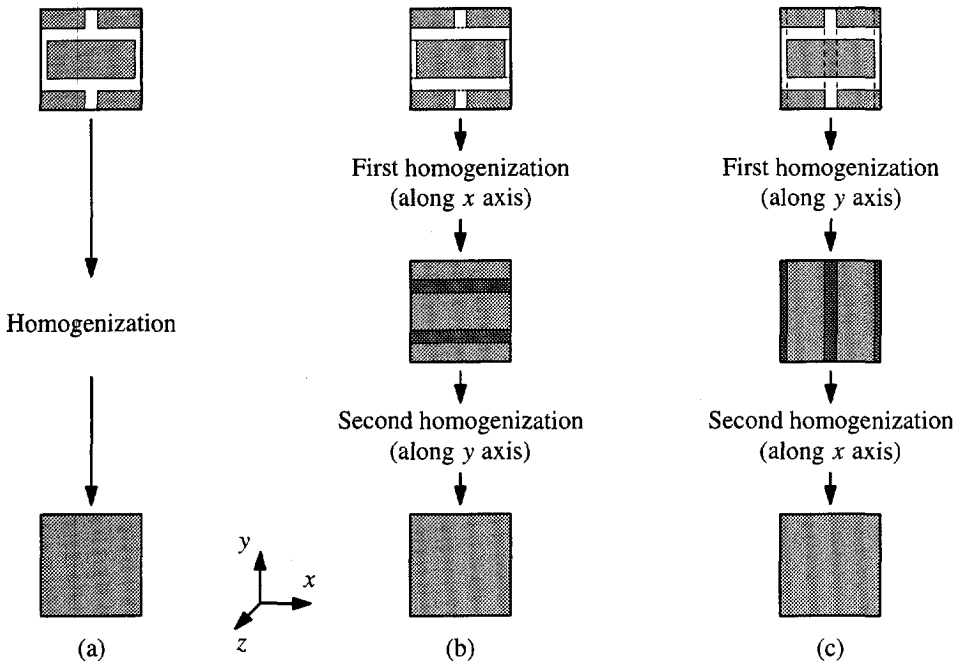 Homogenization
(a)
First homogenization
(along x axis)
Second homogenization
(along y axis)
(b)
First homogenization
(along y axis)
Second homogenization
(along x axis)
(c)
y
x
z